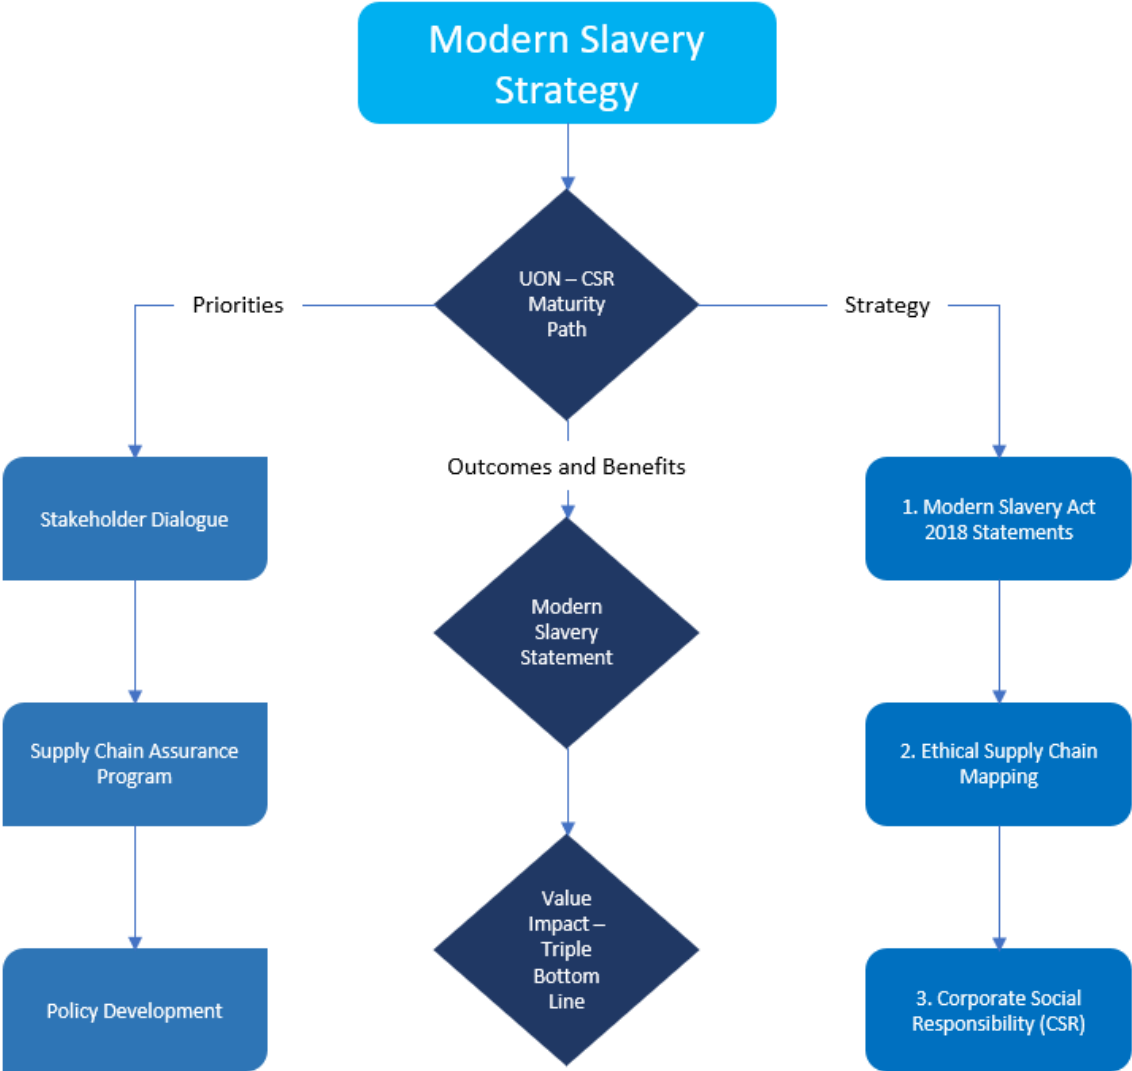 Modern Slavery
Strategy
UON – CSR
Maturity
Path
Priorities
Strategy
Outcomes and Benefits
Stakeholder Dialogue
Supply Chain Assurance
Program
Policy Development
Modern
Slavery
Statement
Value
Impact –
Triple
Bottom
Line
1. Modern Slavery Act
2018 Statements
2. Ethical Supply Chain
Mapping
3. Corporate Social
Responsibility (CSR)